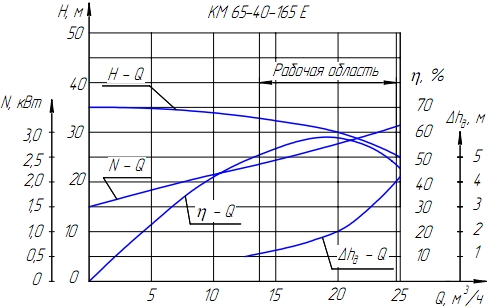 H, м
КМ 65-40-165 Е
50
Рабочая область
H - Q
η, %
N, кВт
40
70
Δhд, м
3,0
30
60
2,5
N - Q
50
5
2,0
20
40
4
1,5
η - Q
30
3
1,0
10
20
2
0,5
Δhд - Q
10
1
0
0
5
10
15
20
25
Q, м³/ч